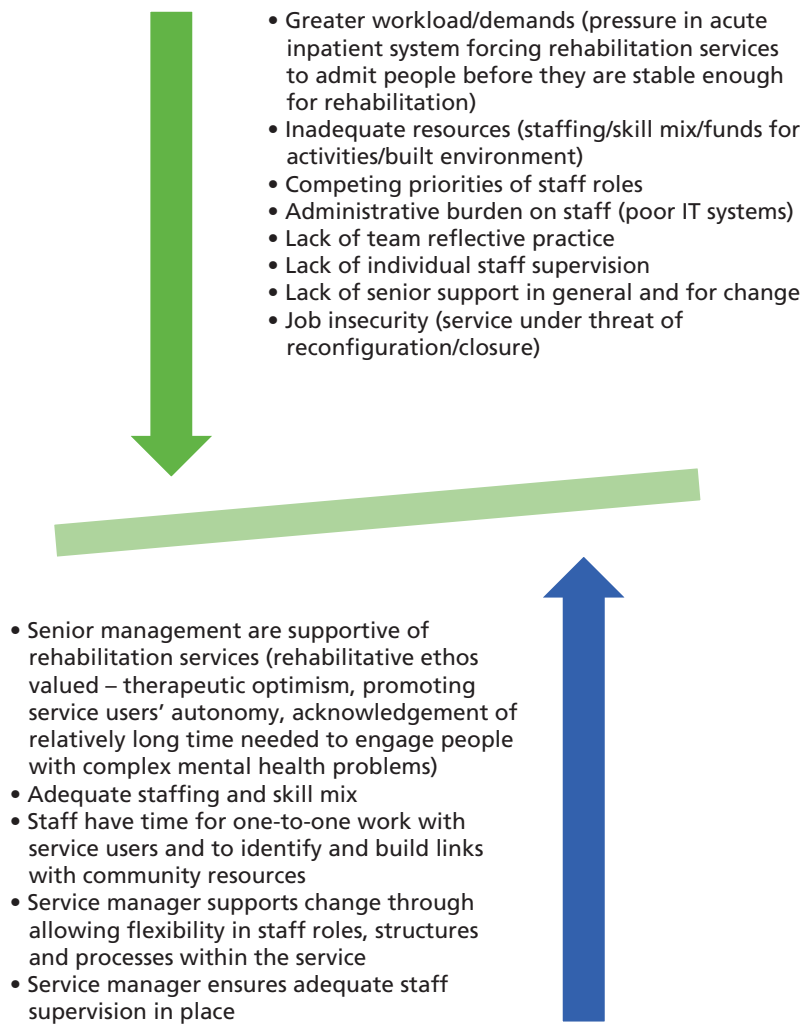 • Greater workload/demands (pressure in acute
inpatient system forcing rehabilitation services
to admit people before they are stable enough
for rehabilitation)
• Inadequate resources (staffing/skill mix/funds for
activities/built environment)
• Competing priorities of staff roles
• Administrative burden on staff (poor IT systems)
• Lack of team reflective practice
• Lack of individual staff supervision
• Lack of senior support in general and for change
• Job insecurity (service under threat of
reconfiguration/closure)
• Senior management are supportive of
rehabilitation services (rehabilitative ethos
valued – therapeutic optimism, promoting
service users’ autonomy, acknowledgement of
relatively long time needed to engage people
with complex mental health problems)
• Adequate staffing and skill mix
• Staff have time for one-to-one work with
service users and to identify and build links
with community resources
• Service manager supports change through
allowing flexibility in staff roles, structures
and processes within the service
• Service manager ensures adequate staff
supervision in place